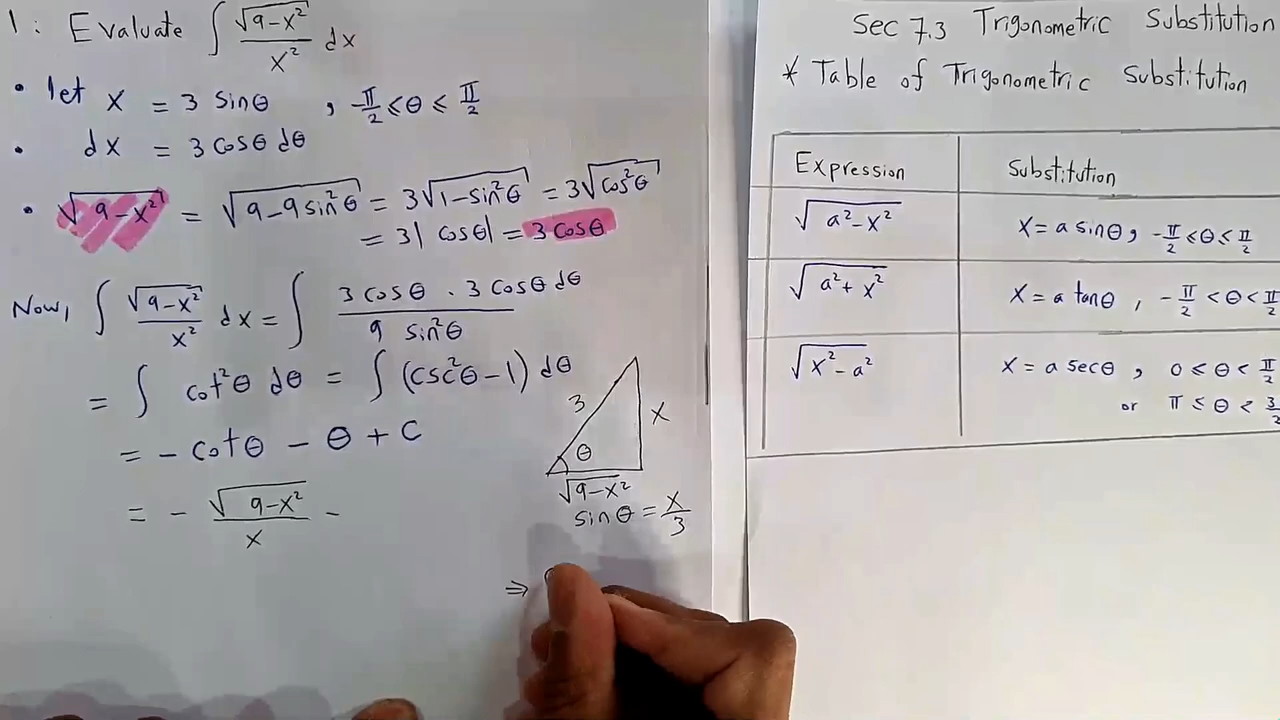 1: Evaluate ∫ √(9-x²)/x² dx
• let x = 3 sinθ , -π/2 ≤ θ ≤ π/2
• dx = 3 cosθ dθ
• √(9-x²) = √(9-9sin²θ) = 3√(1-sin²θ) = 3√(cos²θ)
= 3| cosθ| = 3 cosθ
Now, ∫ √(9-x²)/x² dx = ∫ (3 cosθ . 3 cosθ dθ)/(9 sin²θ)
= ∫ cot²θ dθ = ∫ (csc²θ-1) dθ
= - cotθ - θ + C
= - √(9-x²)/x -
3
x
θ
√(9-x²)
sinθ = x/3
⇒
Sec 7.3 Trigonometric Substitution
* Table of Trigonometric Substitution
Expression Substitution
√(a²-x²) x = a sinθ, -π/2 ≤ θ ≤ π/2
√(a²+x²) x = a tanθ , -π/2 < θ < π/2
√(x²-a²) x = a secθ , 0 ≤ θ < π/2
or π ≤ θ < 3/2